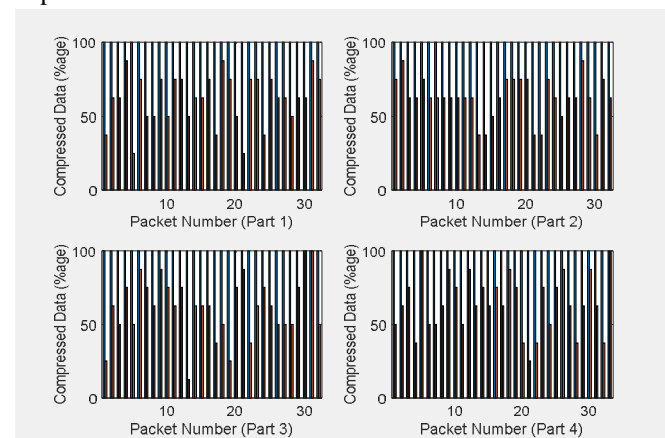 100
50
0
Compressed Data (%age)
10 20 30
Packet Number (Part 1)
100
50
0
Compressed Data (%age)
10 20 30
Packet Number (Part 2)
100
50
0
Compressed Data (%age)
10 20 30
Packet Number (Part 3)
100
50
0
Compressed Data (%age)
10 20 30
Packet Number (Part 4)